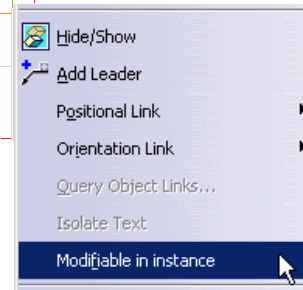 Hide/Show
Add Leader
Positional Link
Orientation Link
Query Object Links...
Isolate Text
Modifiable in instance